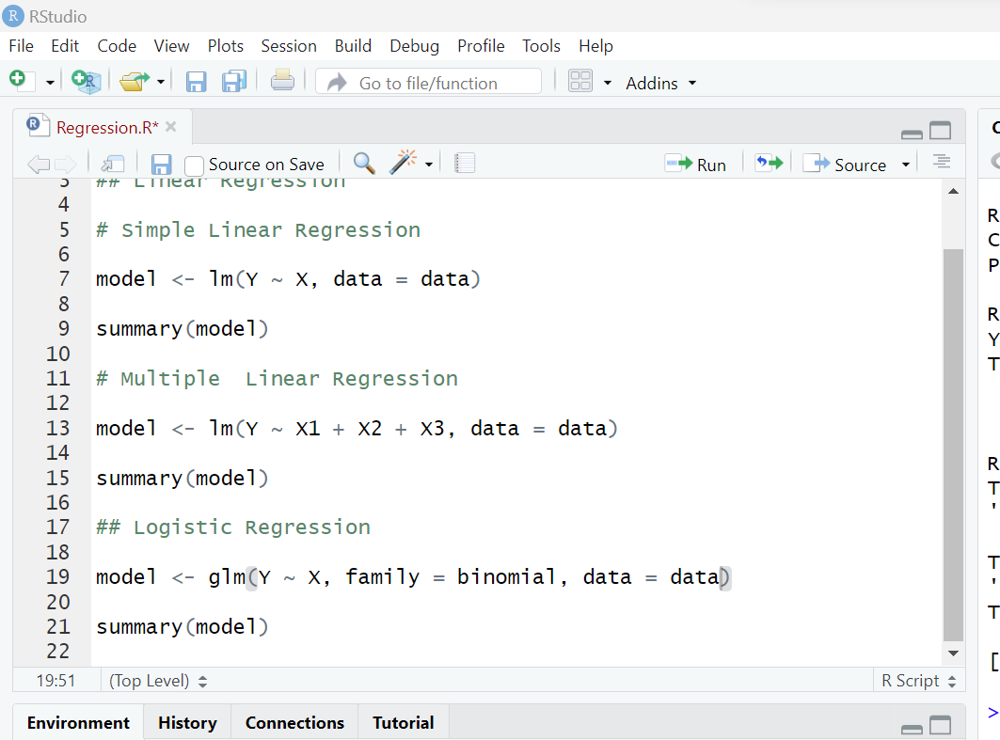 R RStudio
File Edit Code View Plots Session Build Debug Profile Tools Help
Go to file/function Addins
Regression.R*
Source on Save Run Source
3 ## Linear Regression
4
5 # Simple Linear Regression
6
7 model <- lm(Y ~ X, data = data)
8
9 summary(model)
10
11 # Multiple  Linear Regression
12
13 model <- lm(Y ~ X1 + X2 + X3, data = data)
14
15 summary(model)
16
17 ## Logistic Regression
18
19 model <- glm(Y ~ X, family = binomial, data = data)
20
21 summary(model)
22
19:51 (Top Level) R Script
Environment History Connections Tutorial
R
C
P
R
Y
T
R
T
'
T
'
T
[
>